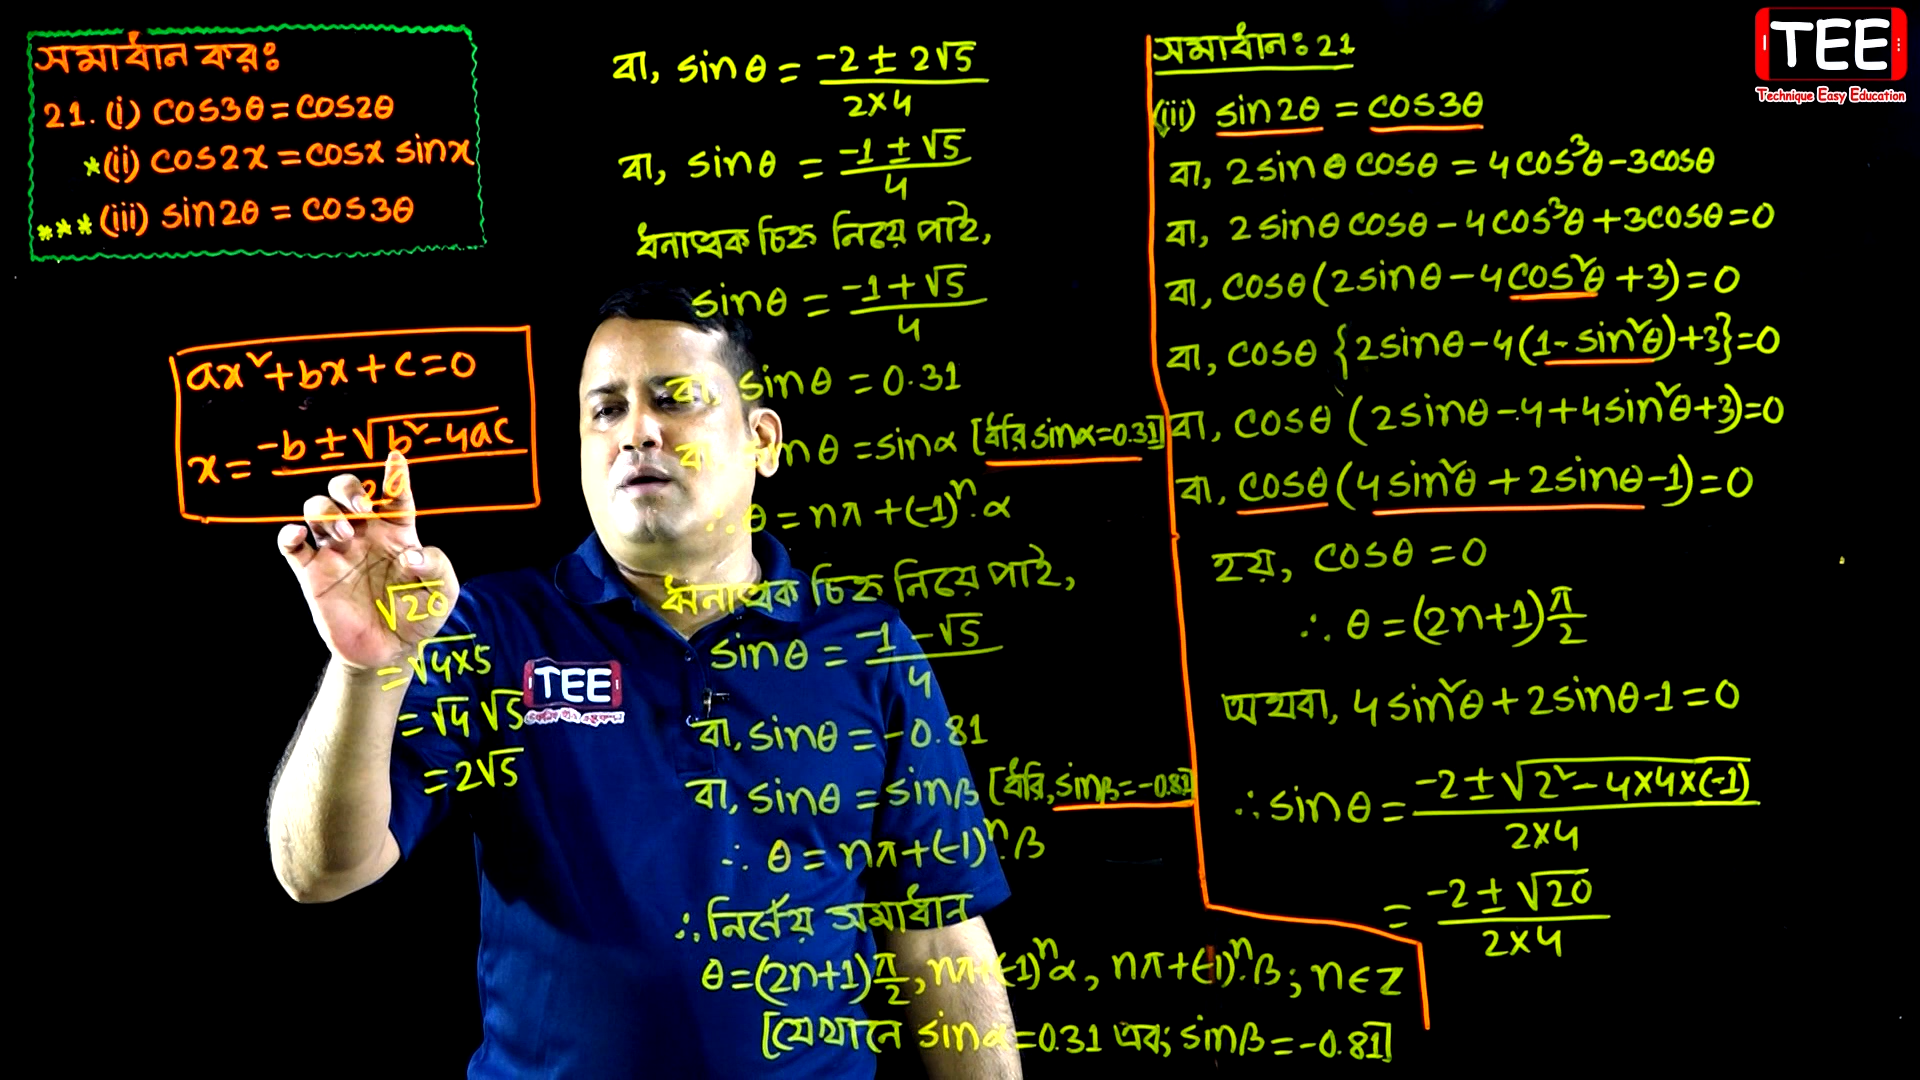 সমাধান করঃ
21. (i) cos3θ = cos2θ
*(ii) cos2x = cosx sinx
***(iii) sin2θ = cos3θ
ax²+bx+c=0
x = (-b ± √(b²-4ac))/2a
√20
= √4×5
= √4 √5
= 2√5
বা, sinθ = (-2 ± 2√5)/(2×4)
বা, sinθ = (-1 ± √5)/4
ধনাত্মক চিহ্ন নিয়ে পাই,
sinθ = (-1+√5)/4
বা, sinθ = 0.31
বা, sinθ = sinα [ধরি sinα=0.31]
∴ θ = nπ + (-1)ⁿ.α
ধনাত্মক চিহ্ন নিয়ে পাই,
sinθ = (-1-√5)/4
বা, sinθ = -0.81
বা, sinθ = sinβ [ধরি, sinβ=-0.81]
∴ θ = nπ+(-1)ⁿ.β
∴ নির্ণেয় সমাধান
θ=(2n+1)π/2, nπ+(-1)ⁿα, nπ+(-1)ⁿ.β; n∈Z
[যেখানে sinα=0.31 এবং sinβ=-0.81]
সমাধান: 21
(iii) sin2θ = cos3θ
বা, 2sinθ cosθ = 4cos³θ-3cosθ
বা, 2sinθ cosθ - 4cos³θ+3cosθ=0
বা, cosθ(2sinθ-4cos²θ+3)=0
বা, cosθ {2sinθ-4(1-sin²θ)+3}=0
বা, cosθ (2sinθ-4+4sin²θ+3)=0
বা, cosθ(4sin²θ+2sinθ-1)=0
হয়, cosθ=0
∴ θ=(2n+1)π/2
অথবা, 4sin²θ+2sinθ-1=0
∴ sinθ = (-2±√(2²-4×4×(-1)))/(2×4)
= (-2±√20)/(2×4)
TEE
Technique Easy Education
TEE